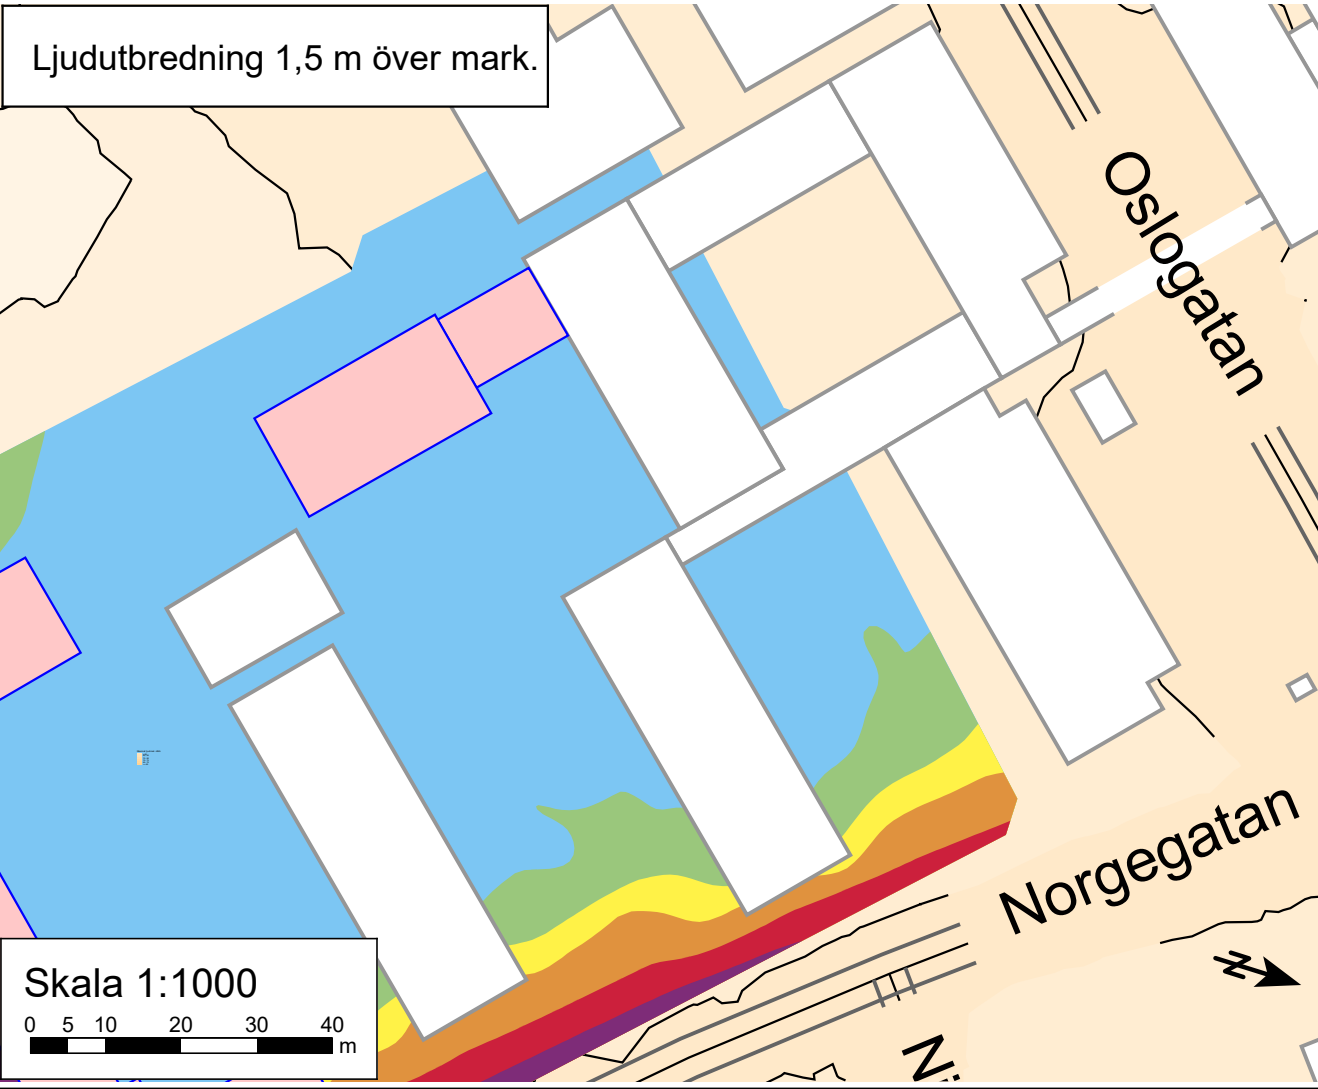 Ljudutbredning 1,5 m över mark.
Oslogatan
Norgegatan
Skala 1:1000
0 5 10 20 30 40
m